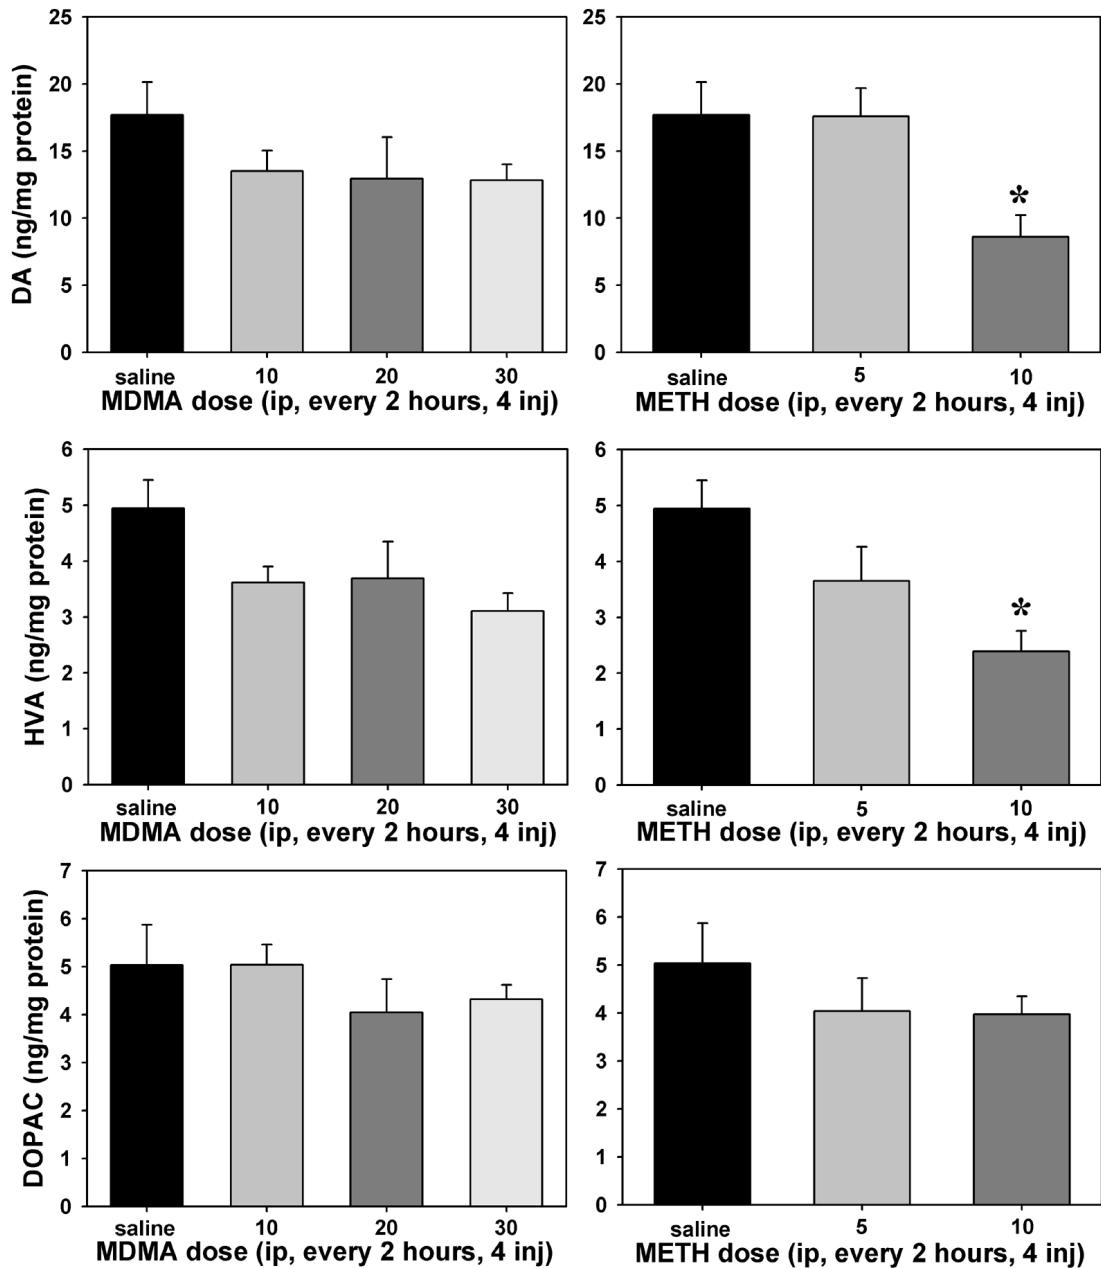 DA (ng/mg protein)
25
20
15
10
5
0
saline 10 20 30
MDMA dose (ip, every 2 hours, 4 inj)
25
20
15
10
5
0
*
saline 5 10
METH dose (ip, every 2 hours, 4 inj)
HVA (ng/mg protein)
6
5
4
3
2
1
0
saline 10 20 30
MDMA dose (ip, every 2 hours, 4 inj)
6
5
4
3
2
1
0
*
saline 5 10
METH dose (ip, every 2 hours, 4 inj)
DOPAC (ng/mg protein)
7
6
5
4
3
2
1
0
saline 10 20 30
MDMA dose (ip, every 2 hours, 4 inj)
7
6
5
4
3
2
1
0
saline 5 10
METH dose (ip, every 2 hours, 4 inj)